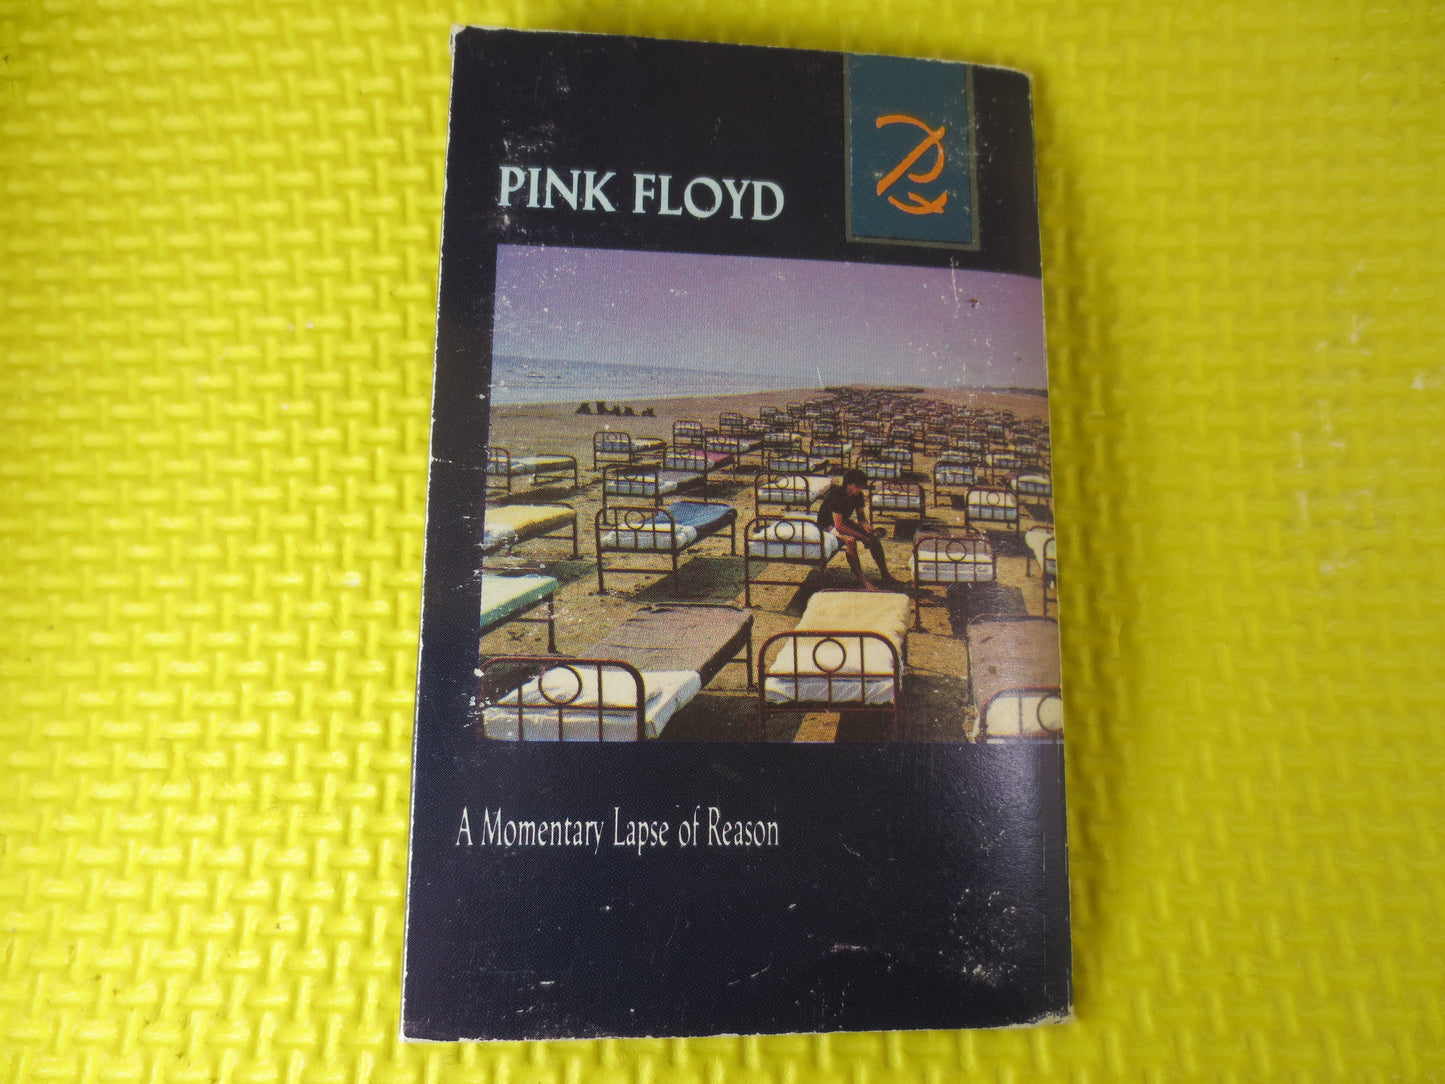 PINK FLOYD
A Momentary Lapse of Reason